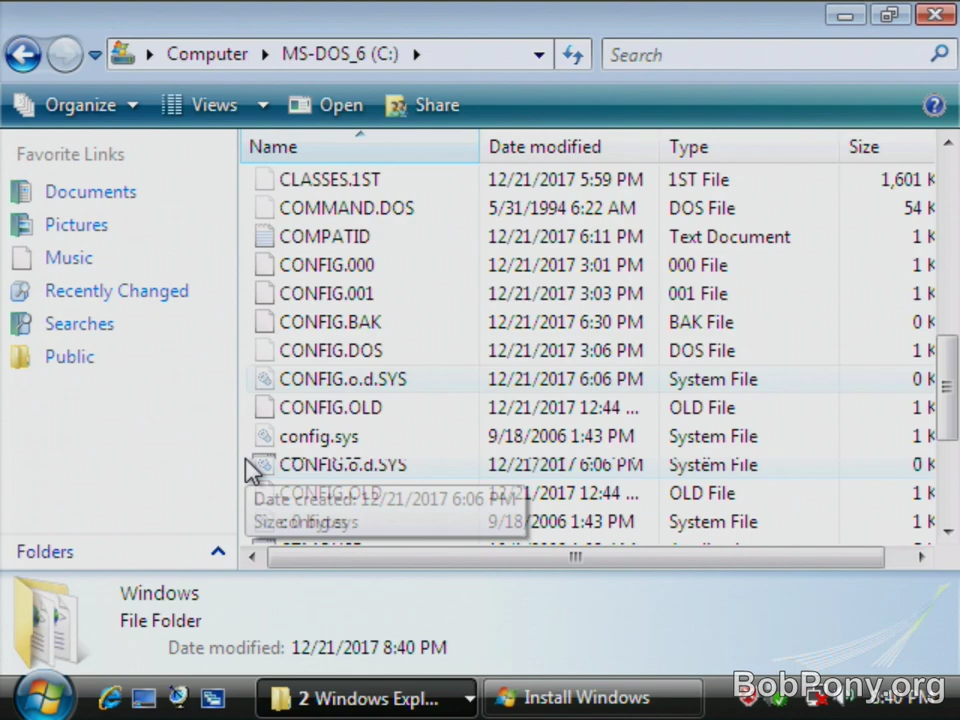 Computer MS-DOS_6 (C:) Search
Organize Views Open Share
Favorite Links
Documents
Pictures
Music
Recently Changed
Searches
Public
Folders
Name Date modified Type Size
CLASSES.1ST 12/21/2017 5:59 PM 1ST File 1,601 K
COMMAND.DOS 5/31/1994 6:22 AM DOS File 54 K
COMPATID 12/21/2017 6:11 PM Text Document 1 K
CONFIG.000 12/21/2017 3:01 PM 000 File 1 K
CONFIG.001 12/21/2017 3:03 PM 001 File 1 K
CONFIG.BAK 12/21/2017 6:30 PM BAK File 0 K
CONFIG.DOS 12/21/2017 3:06 PM DOS File 1 K
CONFIG.o.d.SYS 12/21/2017 6:06 PM System File 0 K
CONFIG.OLD 12/21/2017 12:44 ... OLD File 1 K
config.sys 9/18/2006 1:43 PM System File 1 K
CONFIG.o.d.SYS 12/21/2017 6:06 PM System File 0 K
CONFIG.OLD 12/21/2017 12:44 ... OLD File 1 K
Date created: 12/21/2017 6:06 PM
config.sys 9/18/2006 1:43 PM System File 1 K
Size: 0 bytes
Windows
File Folder
Date modified: 12/21/2017 8:40 PM
2 Windows Expl... Install Windows 8:40 PM
BobPony.org